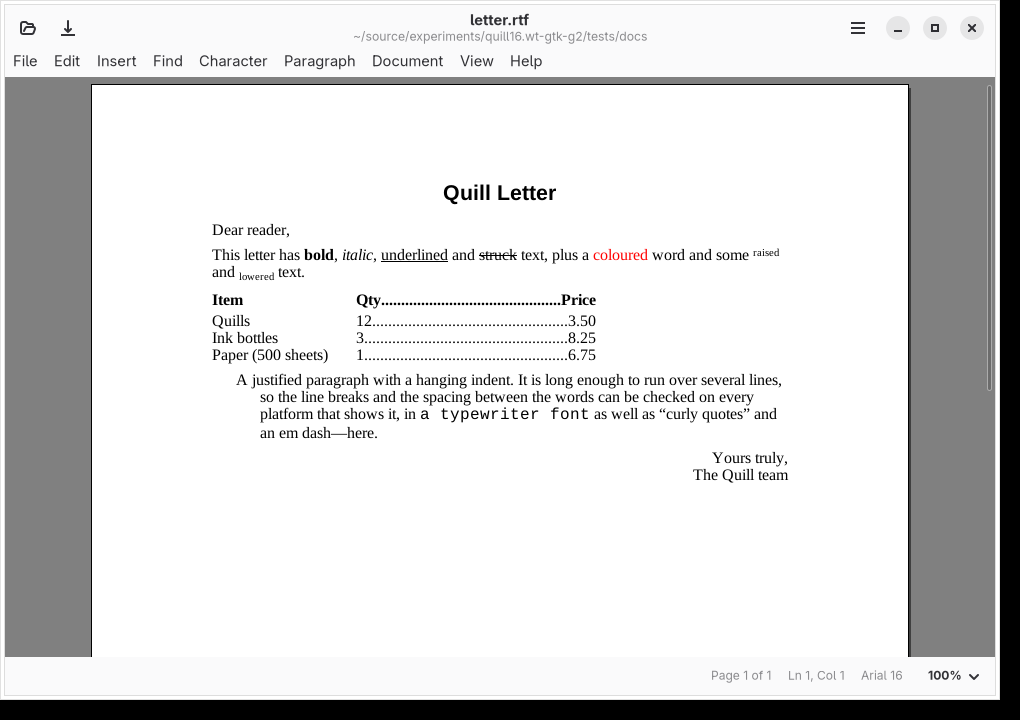 letter.rtf
~/source/experiments/quill16.wt-gtk-g2/tests/docs
File Edit Insert Find Character Paragraph Document View Help
Quill Letter
Dear reader,
This letter has bold, italic, underlined and struck text, plus a coloured word and some raised
and lowered text.
Item Qty.............................................Price
Quills 12.................................................3.50
Ink bottles 3...................................................8.25
Paper (500 sheets) 1...................................................6.75
A justified paragraph with a hanging indent. It is long enough to run over several lines,
so the line breaks and the spacing between the words can be checked on every
platform that shows it, in a typewriter font as well as “curly quotes” and
an em dash—here.
Yours truly,
The Quill team
Page 1 of 1 Ln 1, Col 1 Arial 16 100%